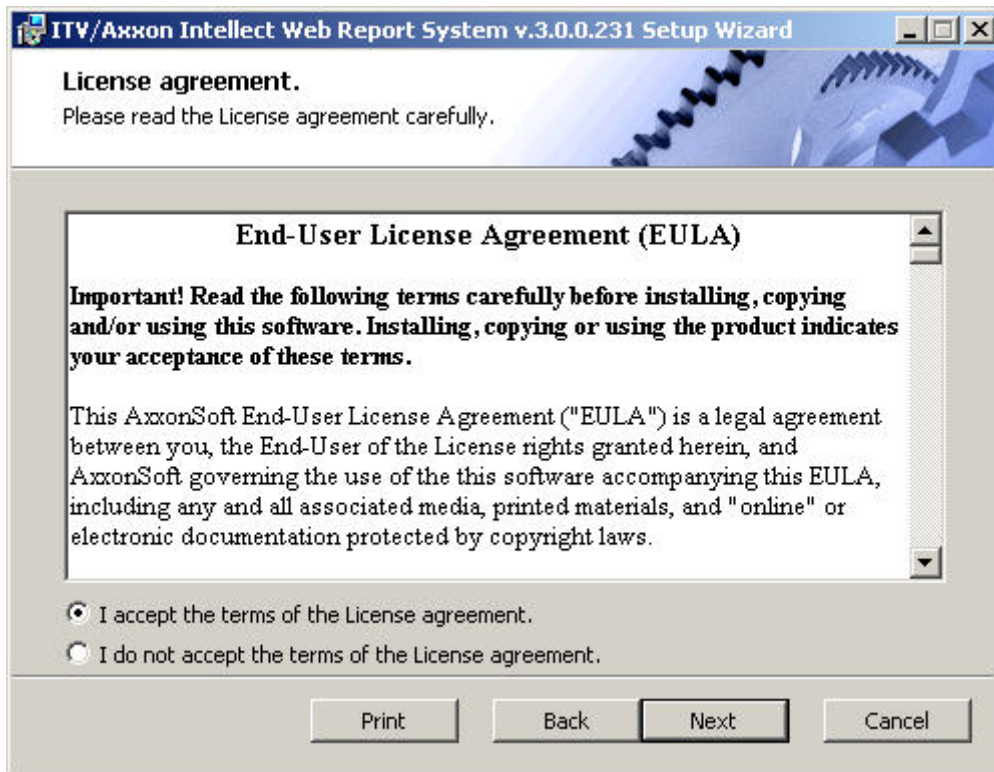 ITV/Axxon Intellect Web Report System v.3.0.0.231 Setup Wizard
License agreement.
Please read the License agreement carefully.
End-User License Agreement (EULA)
Important! Read the following terms carefully before installing, copying
and/or using this software. Installing, copying or using the product indicates
your acceptance of these terms.
This AxxonSoft End-User License Agreement ("EULA") is a legal agreement
between you, the End-User of the License rights granted herein, and
AxxonSoft governing the use of the this software accompanying this EULA,
including any and all associated media, printed materials, and "online" or
electronic documentation protected by copyright laws.
I accept the terms of the License agreement.
I do not accept the terms of the License agreement.
Print Back Next Cancel